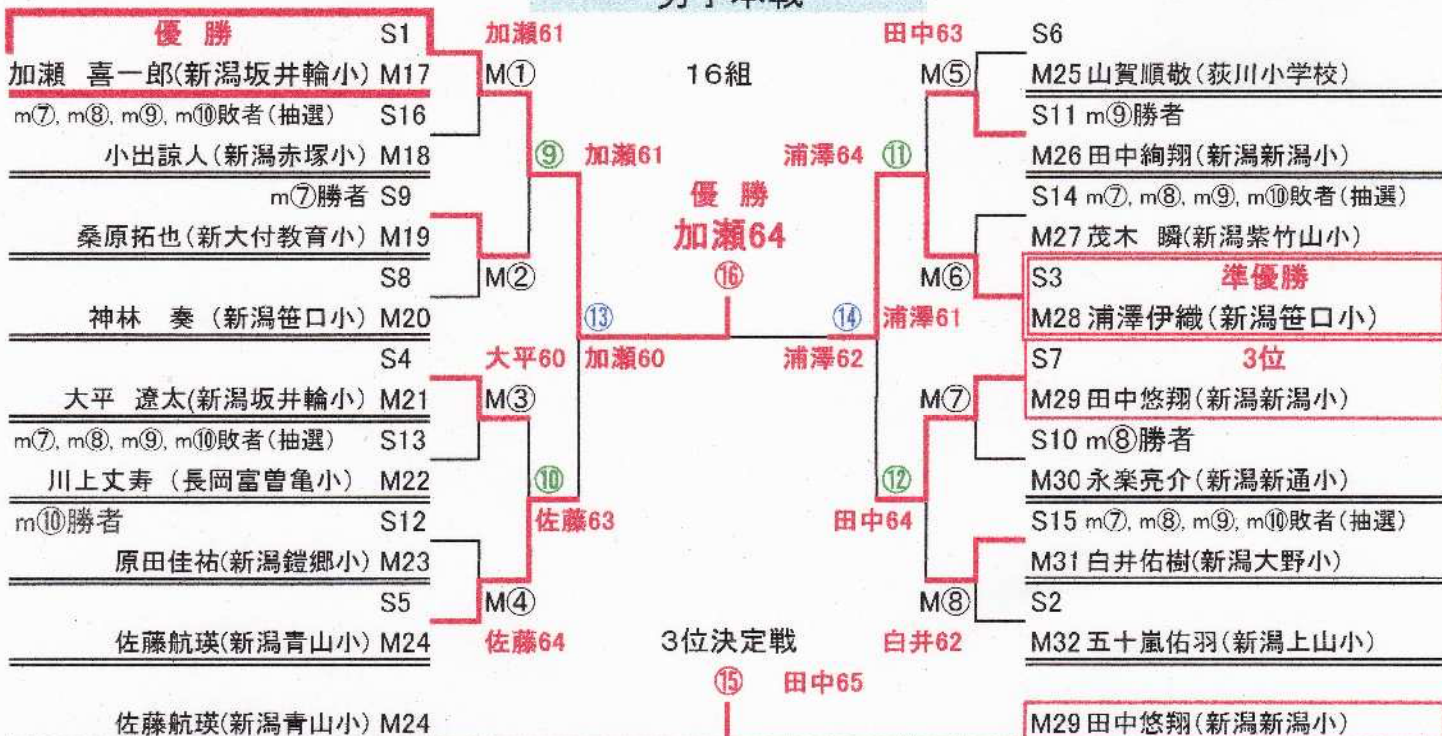 男子本戦
優 勝 S1
加瀬 喜一郎(新潟坂井輪小) M17
m⑦, m⑧, m⑨, m⑩敗者(抽選) S16
小出諒人(新潟赤塚小) M18
m⑦勝者 S9
桑原拓也(新大付教育小) M19
S8
神林 奏 (新潟笹口小) M20
S4
大平 遼太(新潟坂井輪小) M21
m⑦, m⑧, m⑨, m⑩敗者(抽選) S13
川上丈寿 (長岡富曽亀小) M22
m⑩勝者 S12
原田佳祐(新潟鎧郷小) M23
S5
佐藤航瑛(新潟青山小) M24
加瀬61
M①
M②
大平60
M③
M④
佐藤64
⑨ 加瀬61
⑩
佐藤63
⑬
加瀬60
16組
優 勝
加瀬64
⑯
浦澤64 ⑪
⑭
浦澤62
⑫
田中64
田中63
M⑤
M⑥
浦澤61
M⑦
M⑧
白井62
S6
M25 山賀順敬(荻川小学校)
S11 m⑨勝者
M26 田中絢翔(新潟新潟小)
S14 m⑦, m⑧, m⑨, m⑩敗者(抽選)
M27 茂木 瞬(新潟紫竹山小)
S3 準優勝
M28 浦澤伊織(新潟笹口小)
S7 3位
M29 田中悠翔(新潟新潟小)
S10 m⑧勝者
M30 永楽亮介(新潟新通小)
S15 m⑦, m⑧, m⑨, m⑩敗者(抽選)
M31 白井佑樹(新潟大野小)
S2
M32 五十嵐佑羽(新潟上山小)
3位決定戦
⑮ 田中65
佐藤航瑛(新潟青山小) M24
M29 田中悠翔(新潟新潟小)